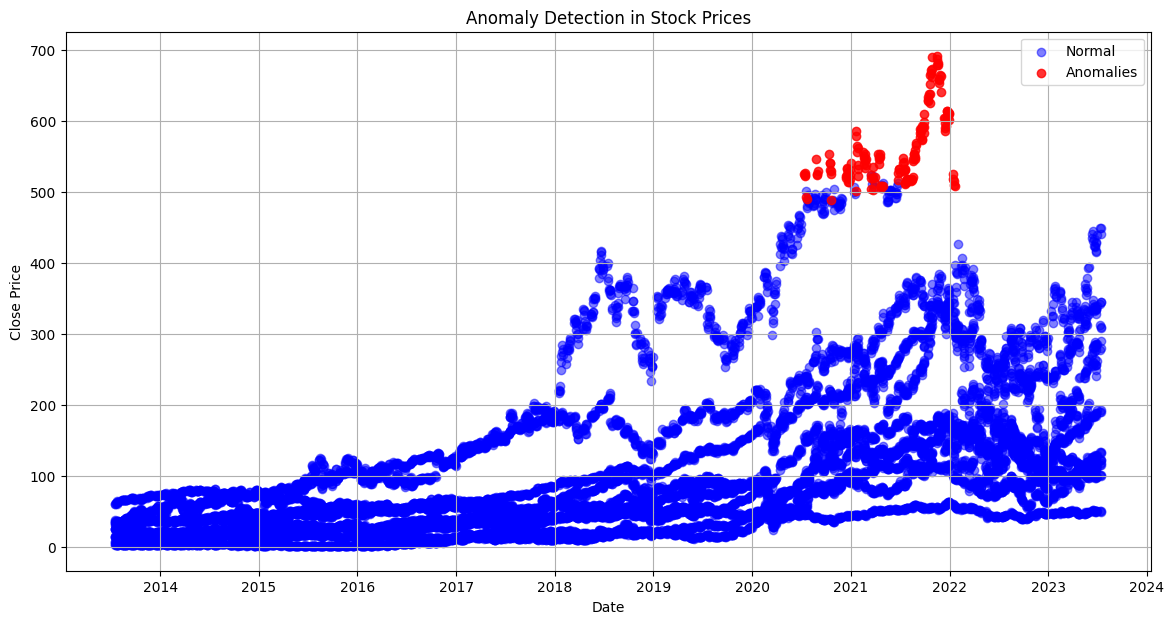 Anomaly Detection in Stock Prices
Normal
Anomalies
Close Price
700
600
500
400
300
200
100
0
2014 2015 2016 2017 2018 2019 2020 2021 2022 2023 2024
Date